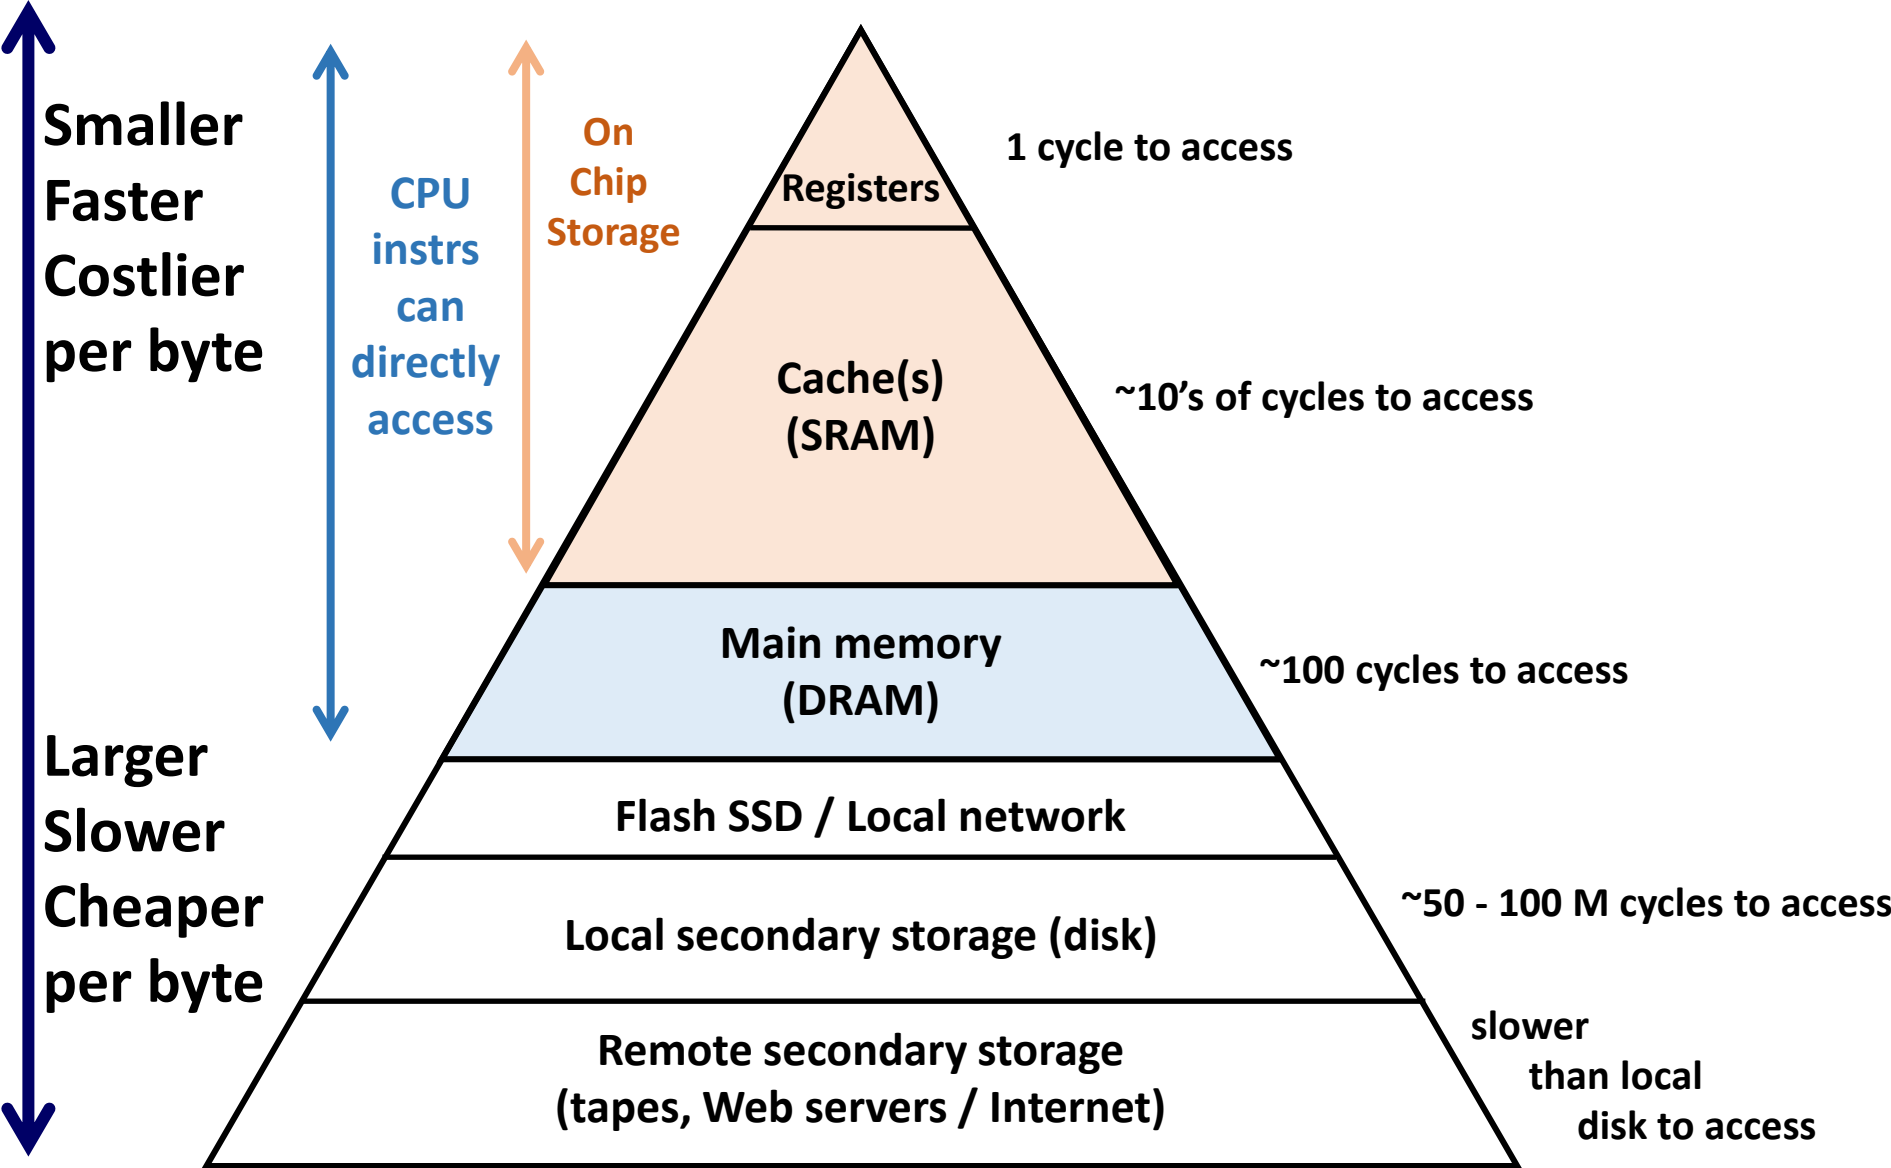 Smaller
Faster
Costlier
per byte
CPU
instrs
can
directly
access
On
Chip
Storage
Registers
1 cycle to access
Cache(s)
(SRAM)
~10’s of cycles to access
Main memory
(DRAM)
~100 cycles to access
Larger
Slower
Cheaper
per byte
Flash SSD / Local network
Local secondary storage (disk)
~50 - 100 M cycles to access
Remote secondary storage
(tapes, Web servers / Internet)
slower
than local
disk to access